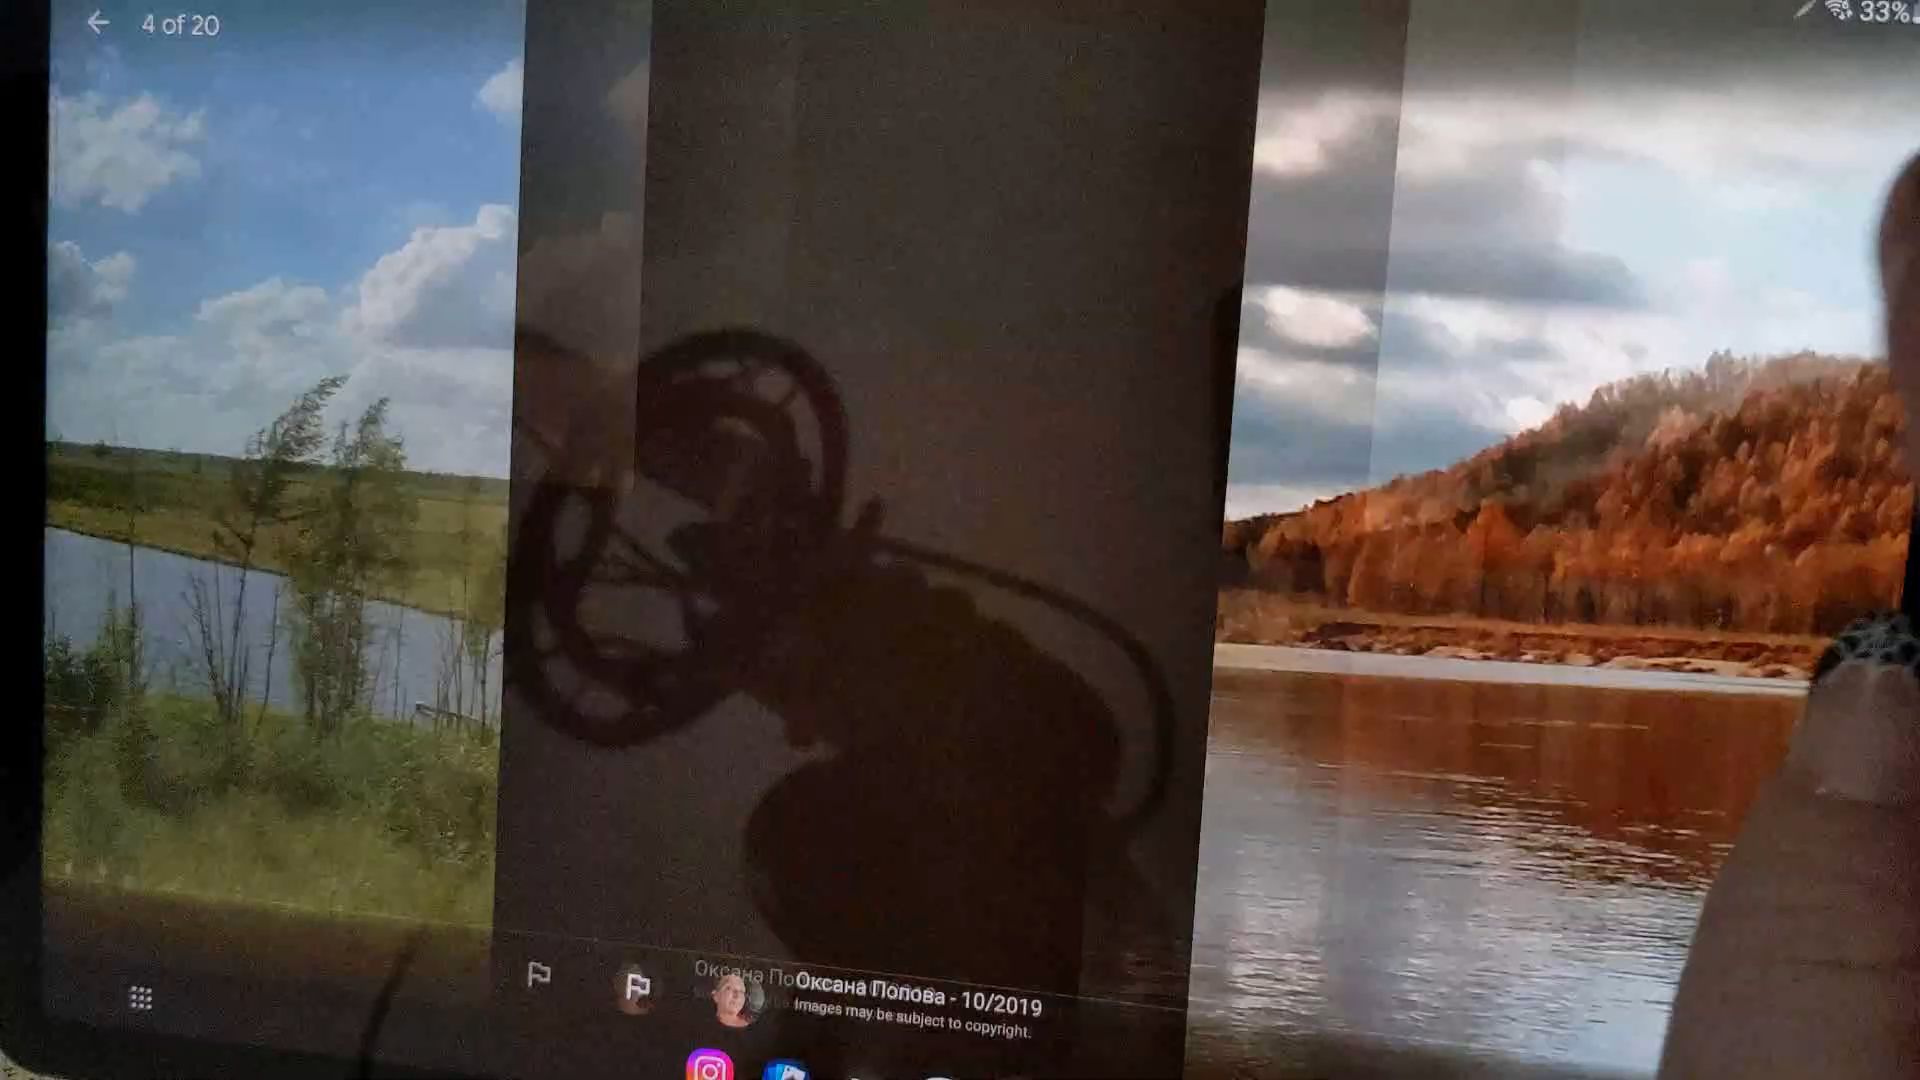 4 of 20
33%
Оксана По
Оксана Попова - 10/2019
Images may be subject to copyright.